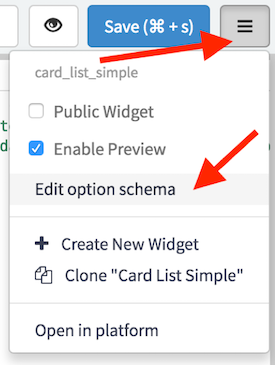 Save (⌘ + s)
card_list_simple
Public Widget
Enable Preview
Edit option schema
Create New Widget
Clone "Card List Simple"
Open in platform